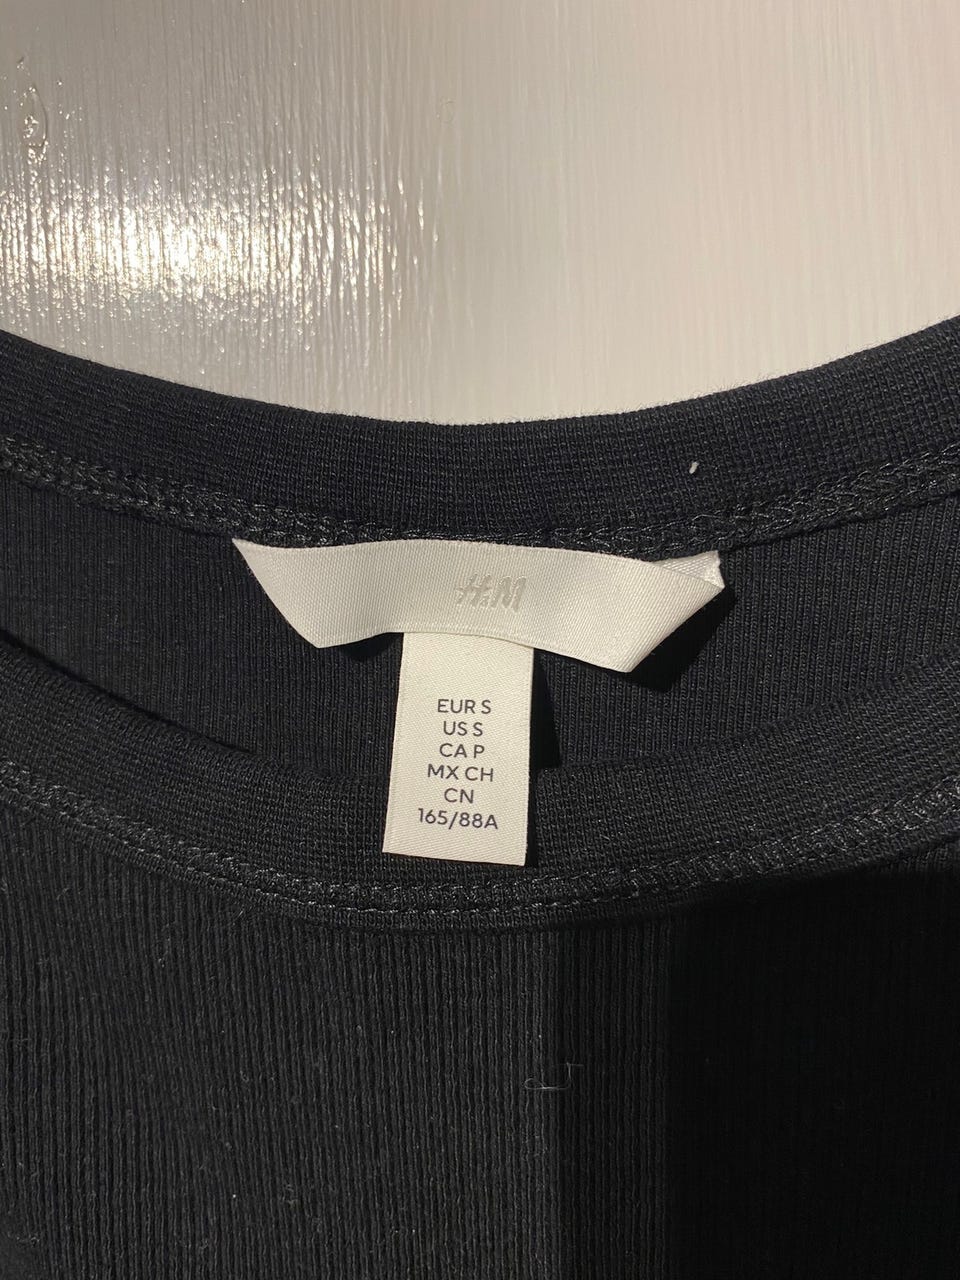 H&M
EUR S
US S
CA P
MX CH
CN
165/88A